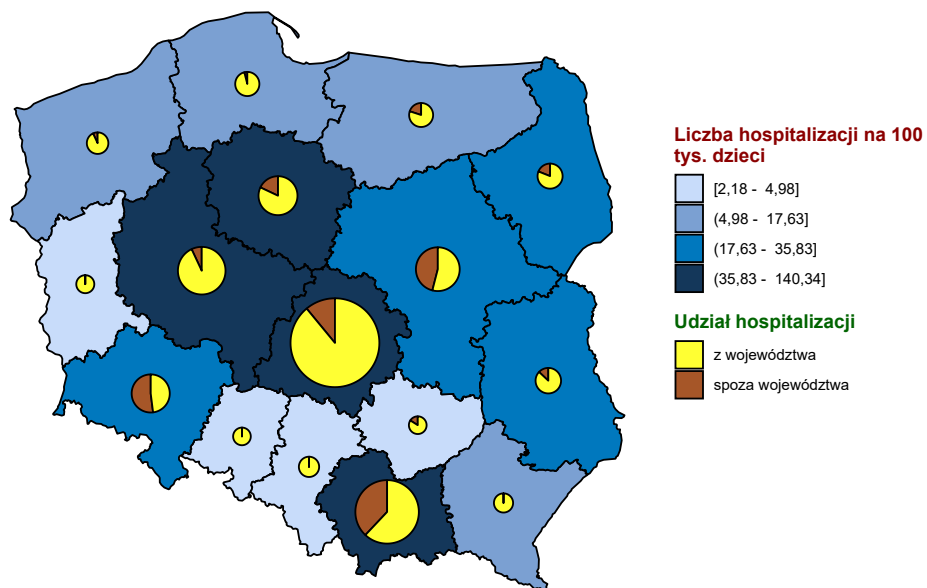 Liczba hospitalizacji na 100
tys. dzieci
[2,18 - 4,98]
(4,98 - 17,63]
(17,63 - 35,83]
(35,83 - 140,34]
Udział hospitalizacji
z województwa
spoza województwa